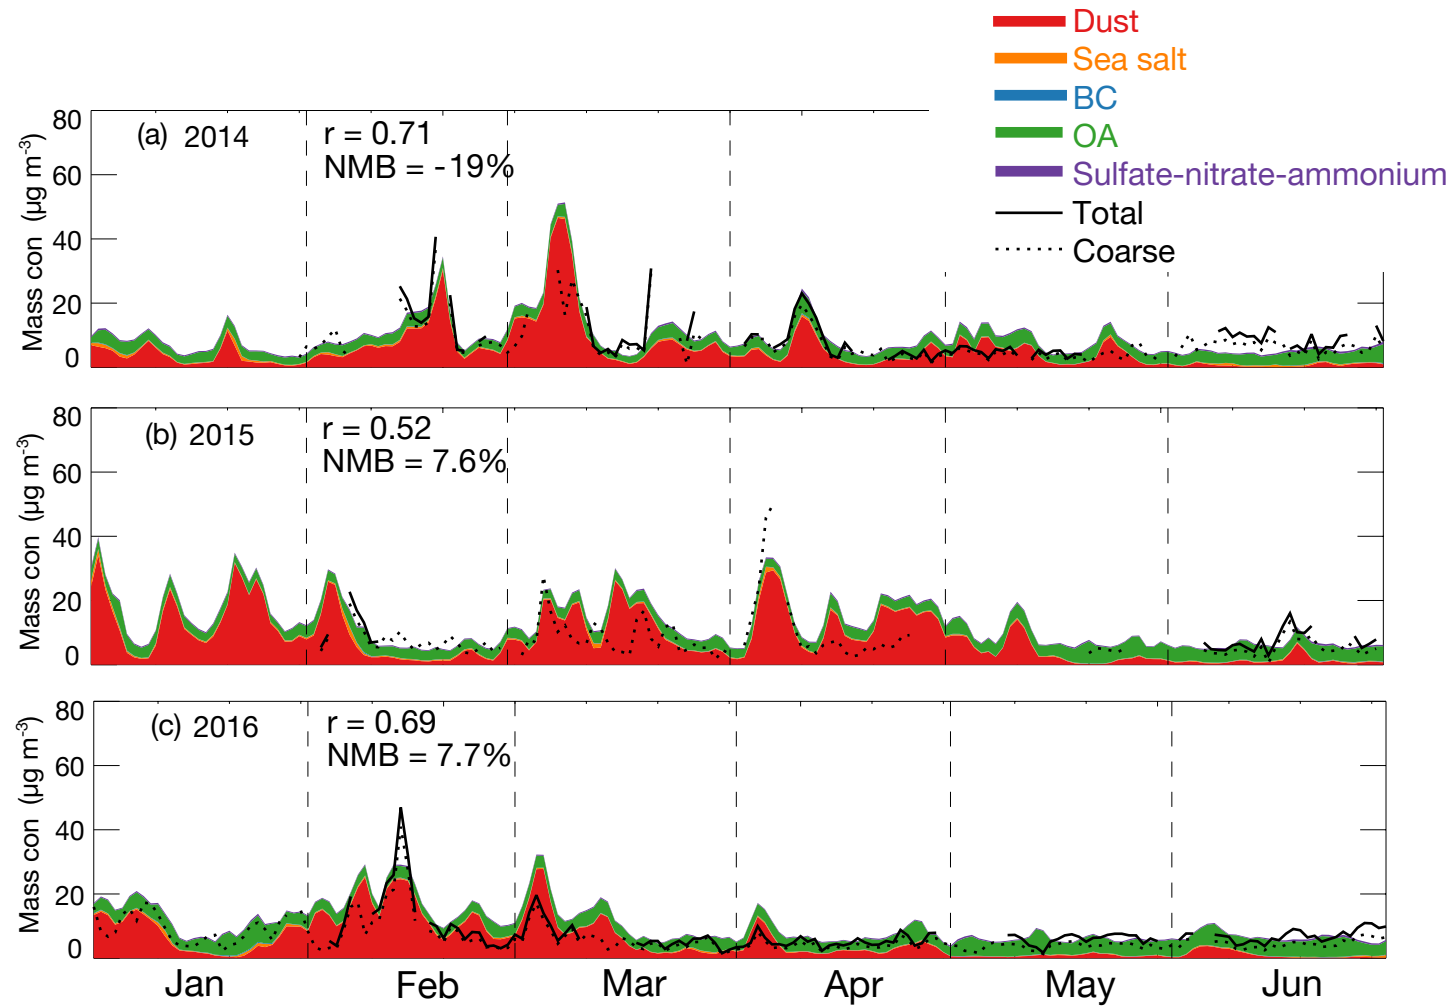 Dust
Sea salt
BC
OA
Sulfate-nitrate-ammonium
Total
Coarse
(a) 2014
r = 0.71
NMB = -19%
80
60
40
20
0
Mass con (µg m-3)
(b) 2015
r = 0.52
NMB = 7.6%
80
60
40
20
0
Mass con (µg m-3)
(c) 2016
r = 0.69
NMB = 7.7%
80
60
40
20
0
Mass con (µg m-3)
Jan Feb Mar Apr May Jun